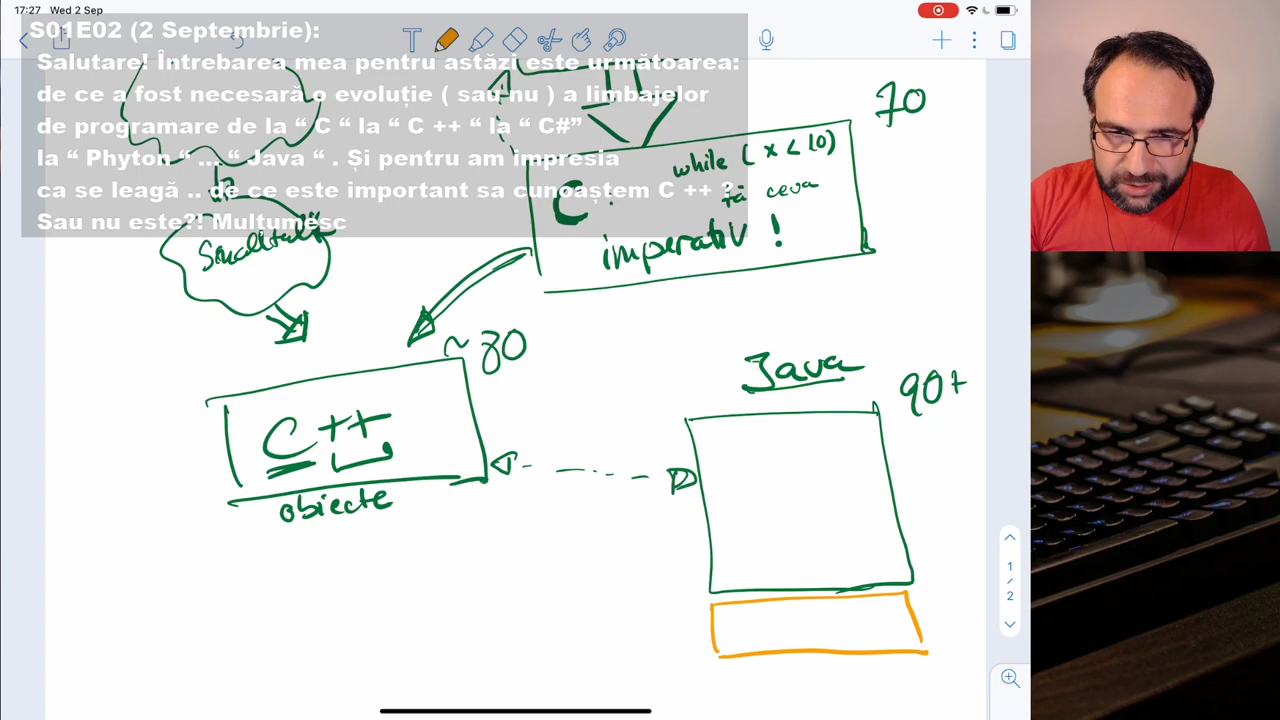 17:27 Wed 2 Sep
S01E02 (2 Septembrie):
Salutare! Întrebarea mea pentru astăzi este următoarea:
de ce a fost necesară o evoluție ( sau nu ) a limbajelor
de programare de la “ C “ la “ C ++ “ la “ C#”
la “ Phyton “ ... “ Java “ . Și pentru am impresia
ca se leagă .. de ce este important sa cunoaștem C ++ ?
Sau nu este?! Multumesc
70
while ( x < 10)
fă ceva
C :
imperativ !
Smalltalk
~ 80
C ++
obiecte
Java
90+
1
/
2